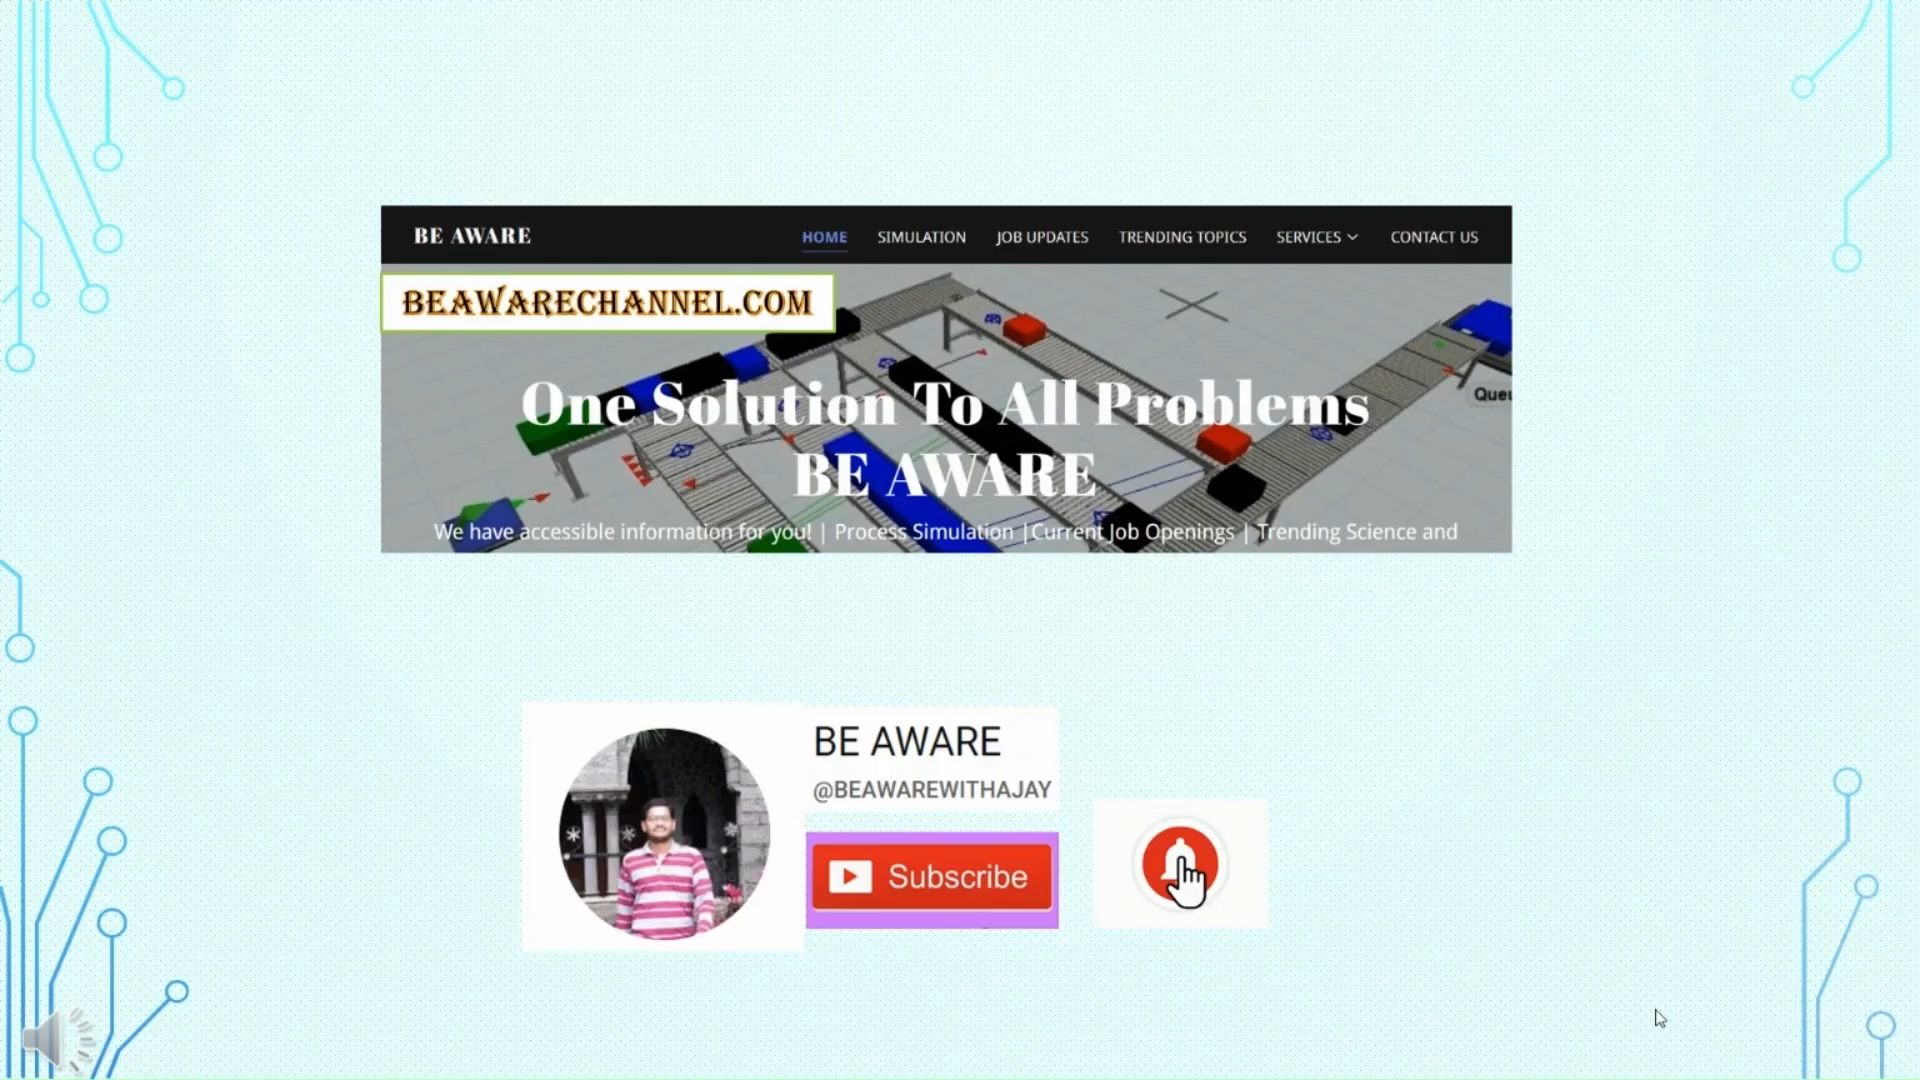 BE AWARE
HOME SIMULATION JOB UPDATES TRENDING TOPICS SERVICES CONTACT US
BEAWARECHANNEL.COM
One Solution To All Problems
BE AWARE
We have accessible information for you! | Process Simulation |Current Job Openings | Trending Science and
BE AWARE
@BEAWAREWITHAJAY
Subscribe